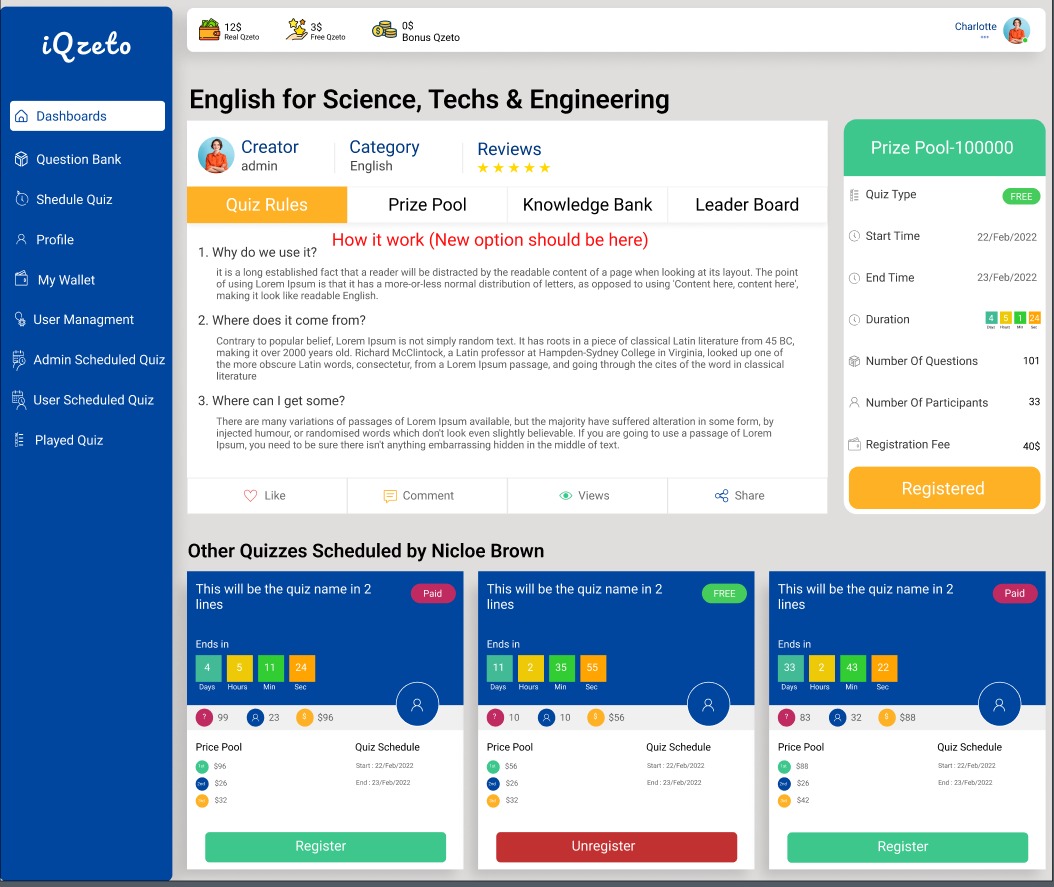 iQzeto
12$
Real Qzeto
3$
Free Qzeto
0$
Bonus Qzeto
Charlotte
Dashboards
Question Bank
Shedule Quiz
Profile
My Wallet
User Managment
Admin Scheduled Quiz
User Scheduled Quiz
Played Quiz
English for Science, Techs & Engineering
Creator
admin
Category
English
Reviews
Quiz Rules
Prize Pool
Knowledge Bank
Leader Board
How it work (New option should be here)
1. Why do we use it?
it is a long established fact that a reader will be distracted by the readable content of a page when looking at its layout. The point
of using Lorem Ipsum is that it has a more-or-less normal distribution of letters, as opposed to using 'Content here, content here',
making it look like readable English.
2. Where does it come from?
Contrary to popular belief, Lorem Ipsum is not simply random text. It has roots in a piece of classical Latin literature from 45 BC,
making it over 2000 years old. Richard McClintock, a Latin professor at Hampden-Sydney College in Virginia, looked up one of
the more obscure Latin words, consectetur, from a Lorem Ipsum passage, and going through the cites of the word in classical
literature
3. Where can I get some?
There are many variations of passages of Lorem Ipsum available, but the majority have suffered alteration in some form, by
injected humour, or randomised words which don't look even slightly believable. If you are going to use a passage of Lorem
Ipsum, you need to be sure there isn't anything embarrassing hidden in the middle of text.
Like
Comment
Views
Share
Prize Pool-100000
Quiz Type
FREE
Start Time
22/Feb/2022
End Time
23/Feb/2022
Duration
4 5 1 24
Days Hours Min Sec
Number Of Questions
101
Number Of Participants
33
Registration Fee
40$
Registered
Other Quizzes Scheduled by Nicloe Brown
This will be the quiz name in 2
lines
Paid
Ends in
4 5 11 24
Days Hours Min Sec
? 99 23 $ $96
Price Pool
Quiz Schedule
1st $96
Start : 22/Feb/2022
2nd $26
End : 23/Feb/2022
3rd $32
Register
This will be the quiz name in 2
lines
FREE
Ends in
11 2 35 55
Days Hours Min Sec
? 10 10 $ $56
Price Pool
Quiz Schedule
1st $56
Start : 22/Feb/2022
2nd $26
End : 23/Feb/2022
3rd $32
Unregister
This will be the quiz name in 2
lines
Paid
Ends in
33 2 43 22
Days Hours Min Sec
? 83 32 $ $88
Price Pool
Quiz Schedule
1st $88
Start : 22/Feb/2022
2nd $26
End : 23/Feb/2022
3rd $42
Register